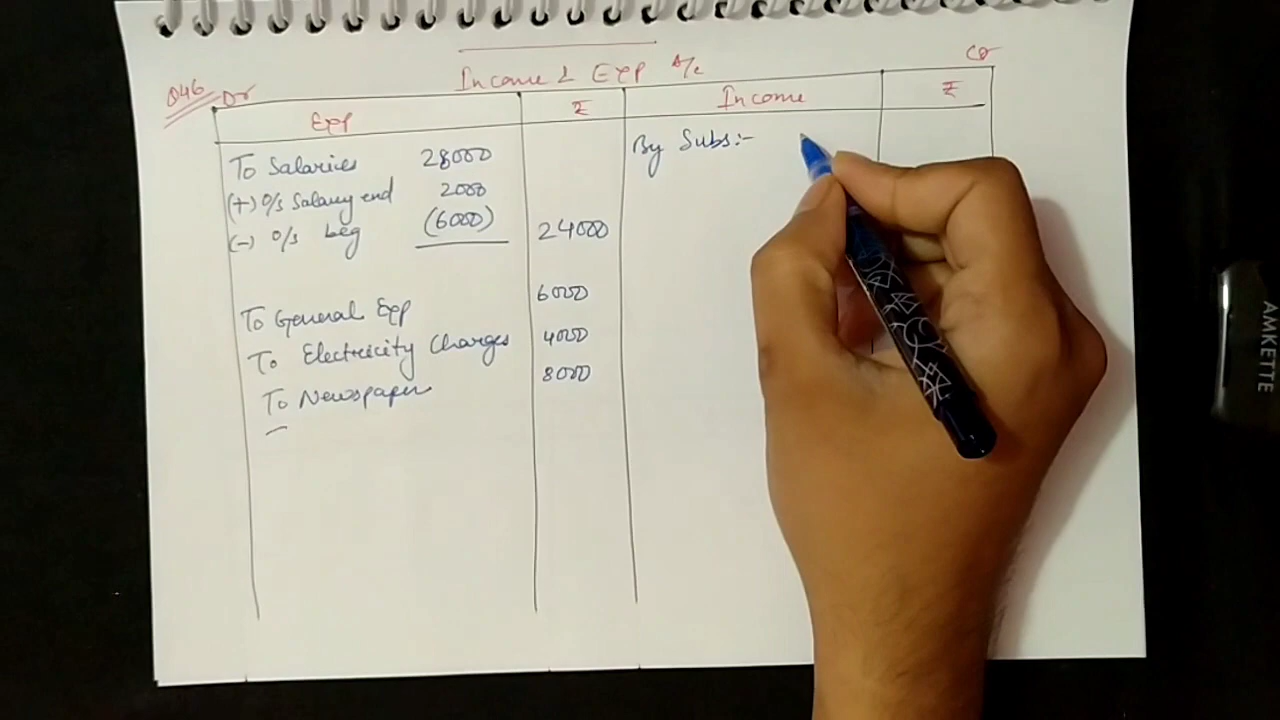 Income & Exp A/c
Q46 Dr Cr
Exp ₹ Income ₹
To Salaries 28000 By Subs:-
(+) O/s Salary end 2000
(-) O/s beg (6000) 24000
To General Exp 6000
To Electricity Charges 4000
To Newspaper 8000
AMKETTE